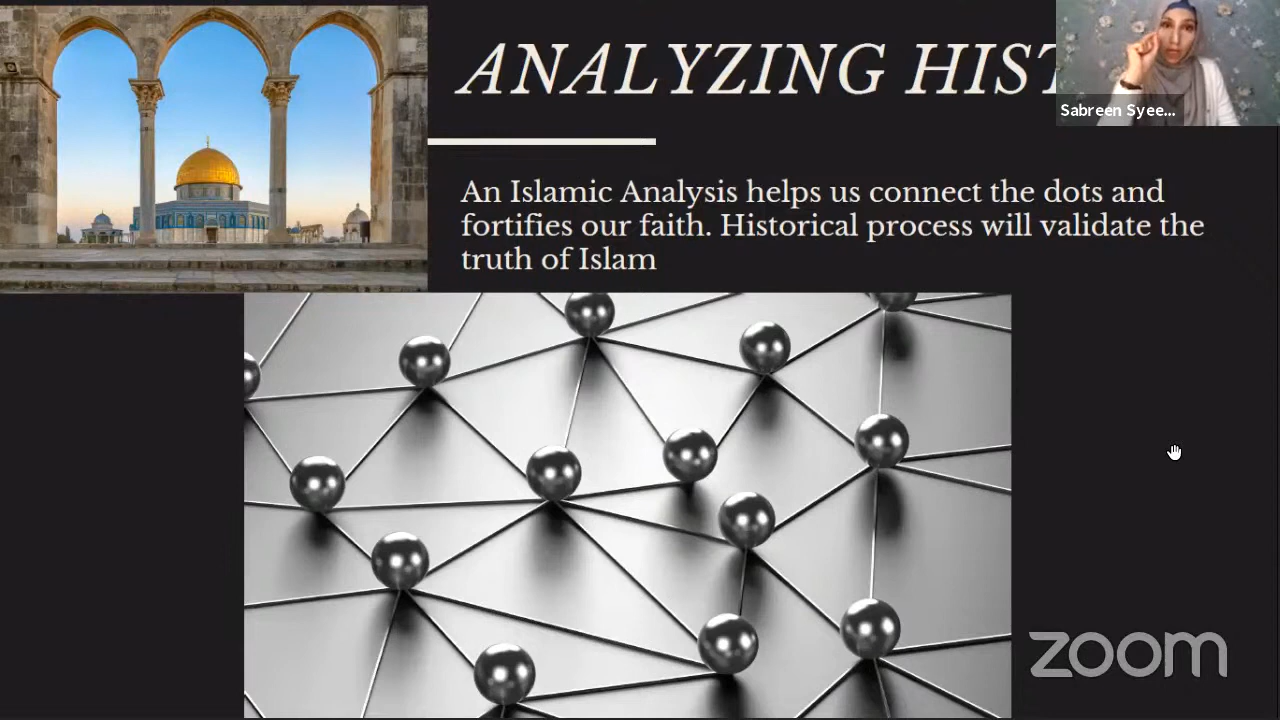 ANALYZING HIST
Sabreen Syee...
An Islamic Analysis helps us connect the dots and
fortifies our faith. Historical process will validate the
truth of Islam
zoom